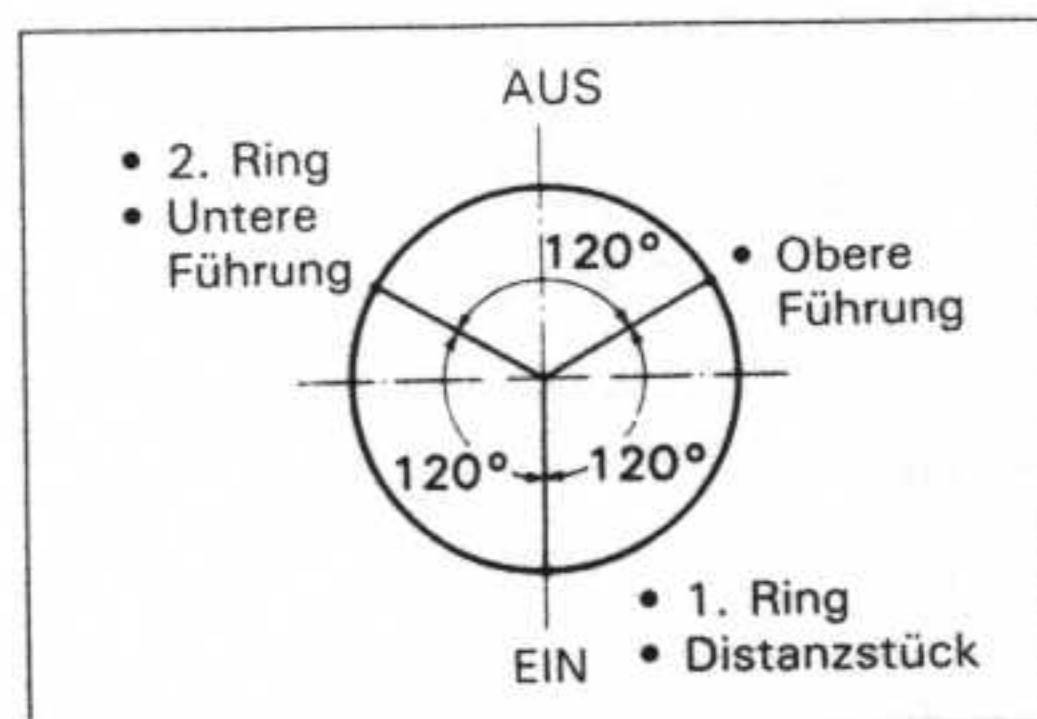 AUS
• 2. Ring
• Untere
Führung
120°
• Obere
Führung
120°
120°
• 1. Ring
• Distanzstück
EIN